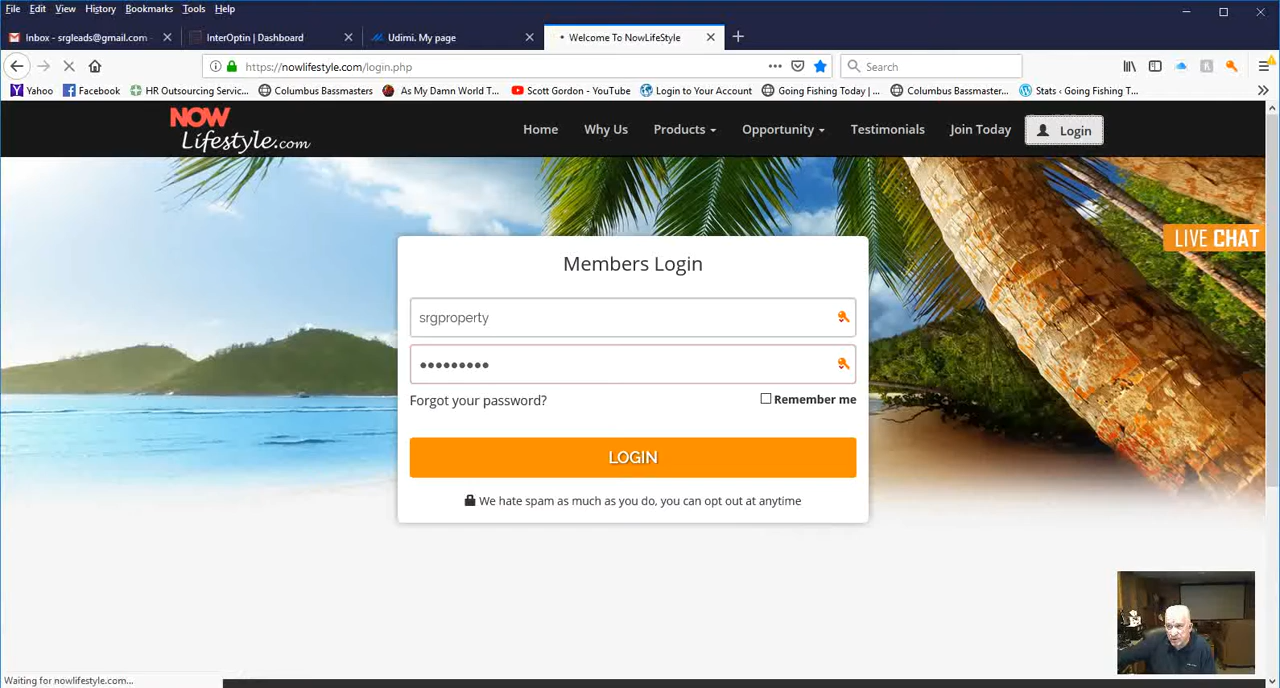 File Edit View History Bookmarks Tools Help
Inbox - srgleads@gmail.com
InterOptin | Dashboard
Udimi. My page
Welcome To NowLifeStyle
https://nowlifestyle.com/login.php
Search
Yahoo
Facebook
HR Outsourcing Servic...
Columbus Bassmasters
As My Damn World T...
Scott Gordon - YouTube
Login to Your Account
Going Fishing Today | ...
Columbus Bassmaster...
Stats ‹ Going Fishing T...
NOW
Lifestyle.com
Home
Why Us
Products
Opportunity
Testimonials
Join Today
Login
LIVE CHAT
Members Login
srgproperty
●●●●●●●●●
Forgot your password?
Remember me
LOGIN
We hate spam as much as you do, you can opt out at anytime
Waiting for nowlifestyle.com...